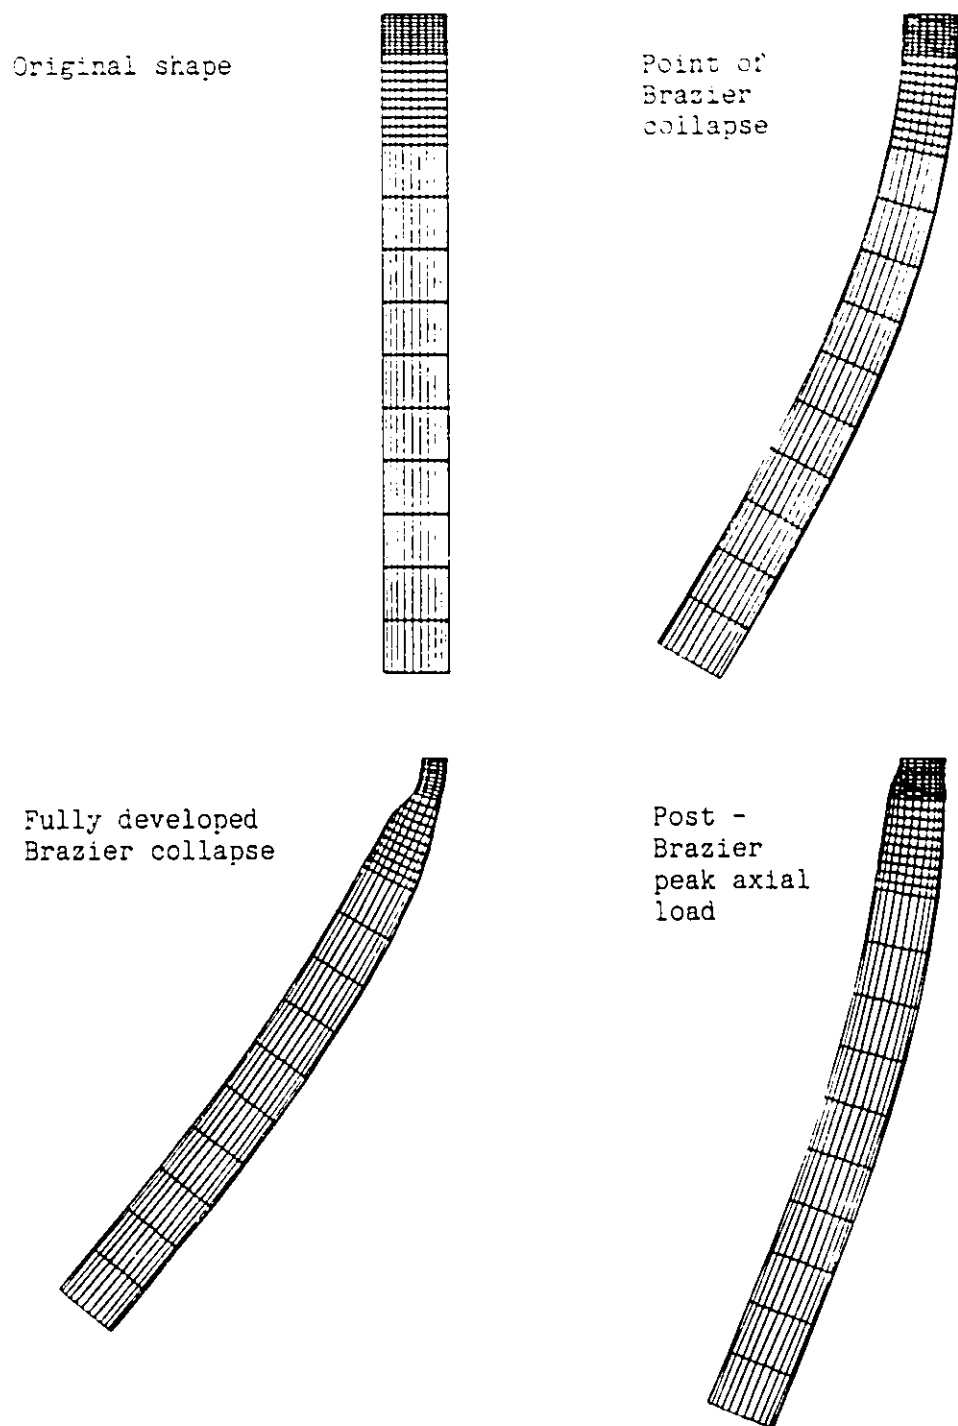 Original shape
Point of
Brazier
collapse
Fully developed
Brazier collapse
Post -
Brazier
peak axial
load